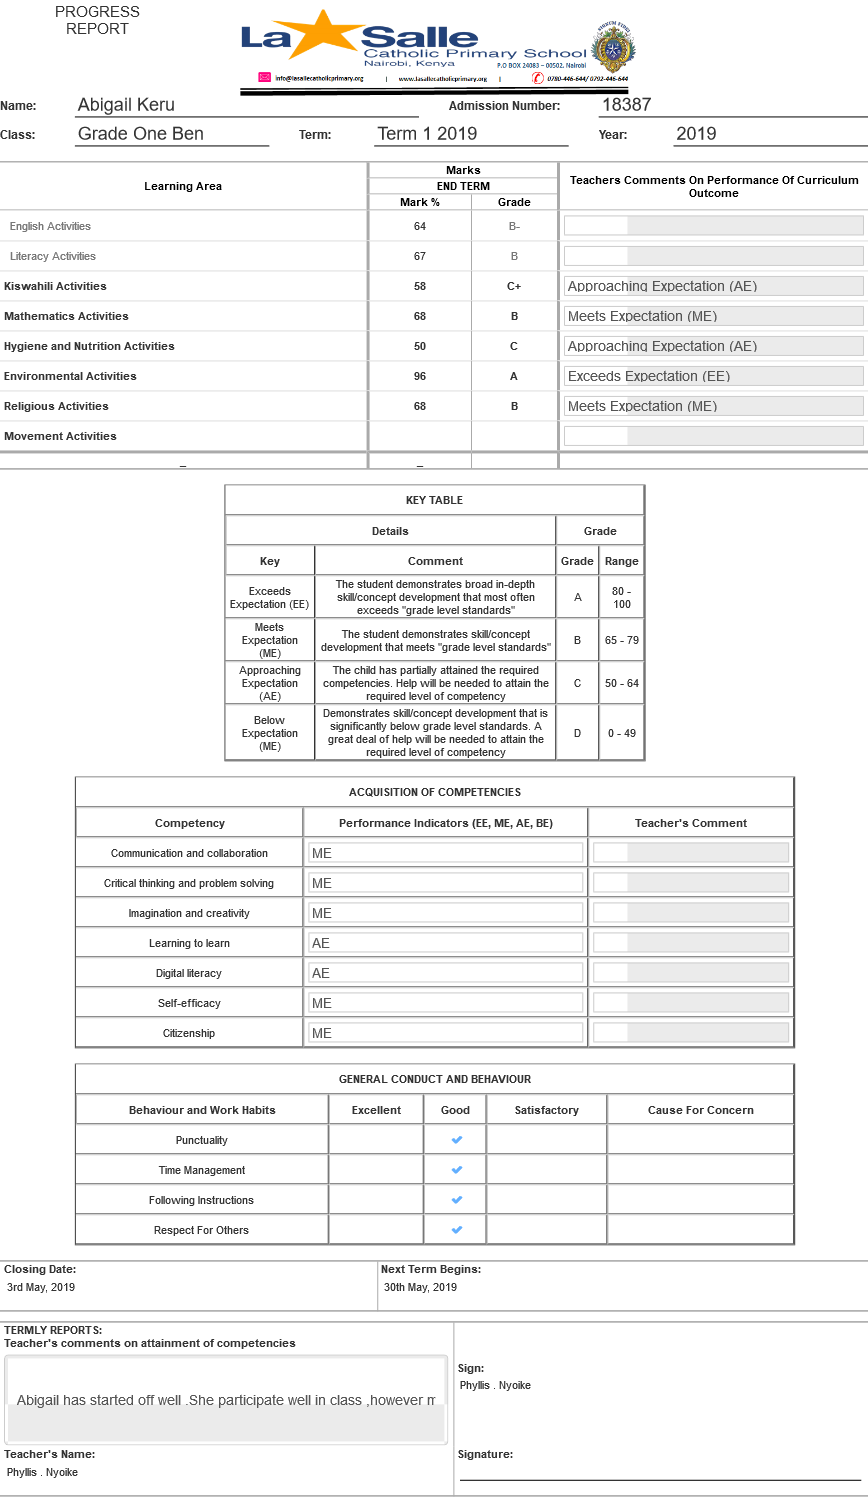 PROGRESS
REPORT
La Salle
Catholic Primary School
Nairobi, Kenya
P.O BOX 24083 – 00502, Nairobi
info@lasallecatholicprimary.org | www.lasallecatholicprimary.org | 0780-446-644/ 0792-446-644
Name: Abigail Keru Admission Number: 18387
Class: Grade One Ben Term: Term 1 2019 Year: 2019
Learning Area Marks Teachers Comments On Performance Of Curriculum Outcome
END TERM
Mark % Grade
English Activities 64 B-
Literacy Activities 67 B
Kiswahili Activities 58 C+ Approaching Expectation (AE)
Mathematics Activities 68 B Meets Expectation (ME)
Hygiene and Nutrition Activities 50 C Approaching Expectation (AE)
Environmental Activities 96 A Exceeds Expectation (EE)
Religious Activities 68 B Meets Expectation (ME)
Movement Activities
– –
KEY TABLE
Details Grade
Key Comment Grade Range
Exceeds Expectation (EE) The student demonstrates broad in-depth skill/concept development that most often exceeds "grade level standards" A 80 - 100
Meets Expectation (ME) The student demonstrates skill/concept development that meets "grade level standards" B 65 - 79
Approaching Expectation (AE) The child has partially attained the required competencies. Help will be needed to attain the required level of competency C 50 - 64
Below Expectation (ME) Demonstrates skill/concept development that is significantly below grade level standards. A great deal of help will be needed to attain the required level of competency D 0 - 49
ACQUISITION OF COMPETENCIES
Competency Performance Indicators (EE, ME, AE, BE) Teacher's Comment
Communication and collaboration ME
Critical thinking and problem solving ME
Imagination and creativity ME
Learning to learn AE
Digital literacy AE
Self-efficacy ME
Citizenship ME
GENERAL CONDUCT AND BEHAVIOUR
Behaviour and Work Habits Excellent Good Satisfactory Cause For Concern
Punctuality
Time Management
Following Instructions
Respect For Others
Closing Date: Next Term Begins:
3rd May, 2019 30th May, 2019
TERMLY REPORTS:
Teacher's comments on attainment of competencies
Abigail has started off well .She participate well in class ,however
Sign:
Phyllis . Nyoike
Teacher's Name: Signature:
Phyllis . Nyoike